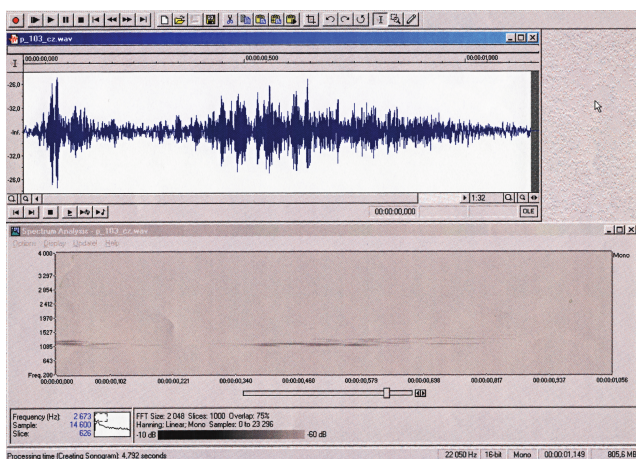 p_103_cz.wav
00:00:00,000 00:00:00,500 00:00:01,000
-26,0
-32,0
-Inf.
-32,0
-26,0
1:32
00:00:00,000 OLE
Spectrum Analysis - p_103_cz.wav
Options Display Update! Help
4 000 Mono
3 297
2 854
2 412
1 970
1 527
1 085
643
Freq. 200
00:00:00,000 00:00:00,102 00:00:00,221 00:00:00,340 00:00:00,460 00:00:00,579 00:00:00,698 00:00:00,817 00:00:00,937 00:00:01,056
Frequency (Hz): 2 673 FFT Size: 2 048 Slices: 1000 Overlap: 75%
Sample: 14 600 Hanning; Linear; Mono Samples: 0 to 23 296
Slice: 626 -10 dB -60 dB
Processing time (Creating Sonogram): 4,792 seconds 22 050 Hz 16-bit Mono 00:00:01,149 805,6 MB